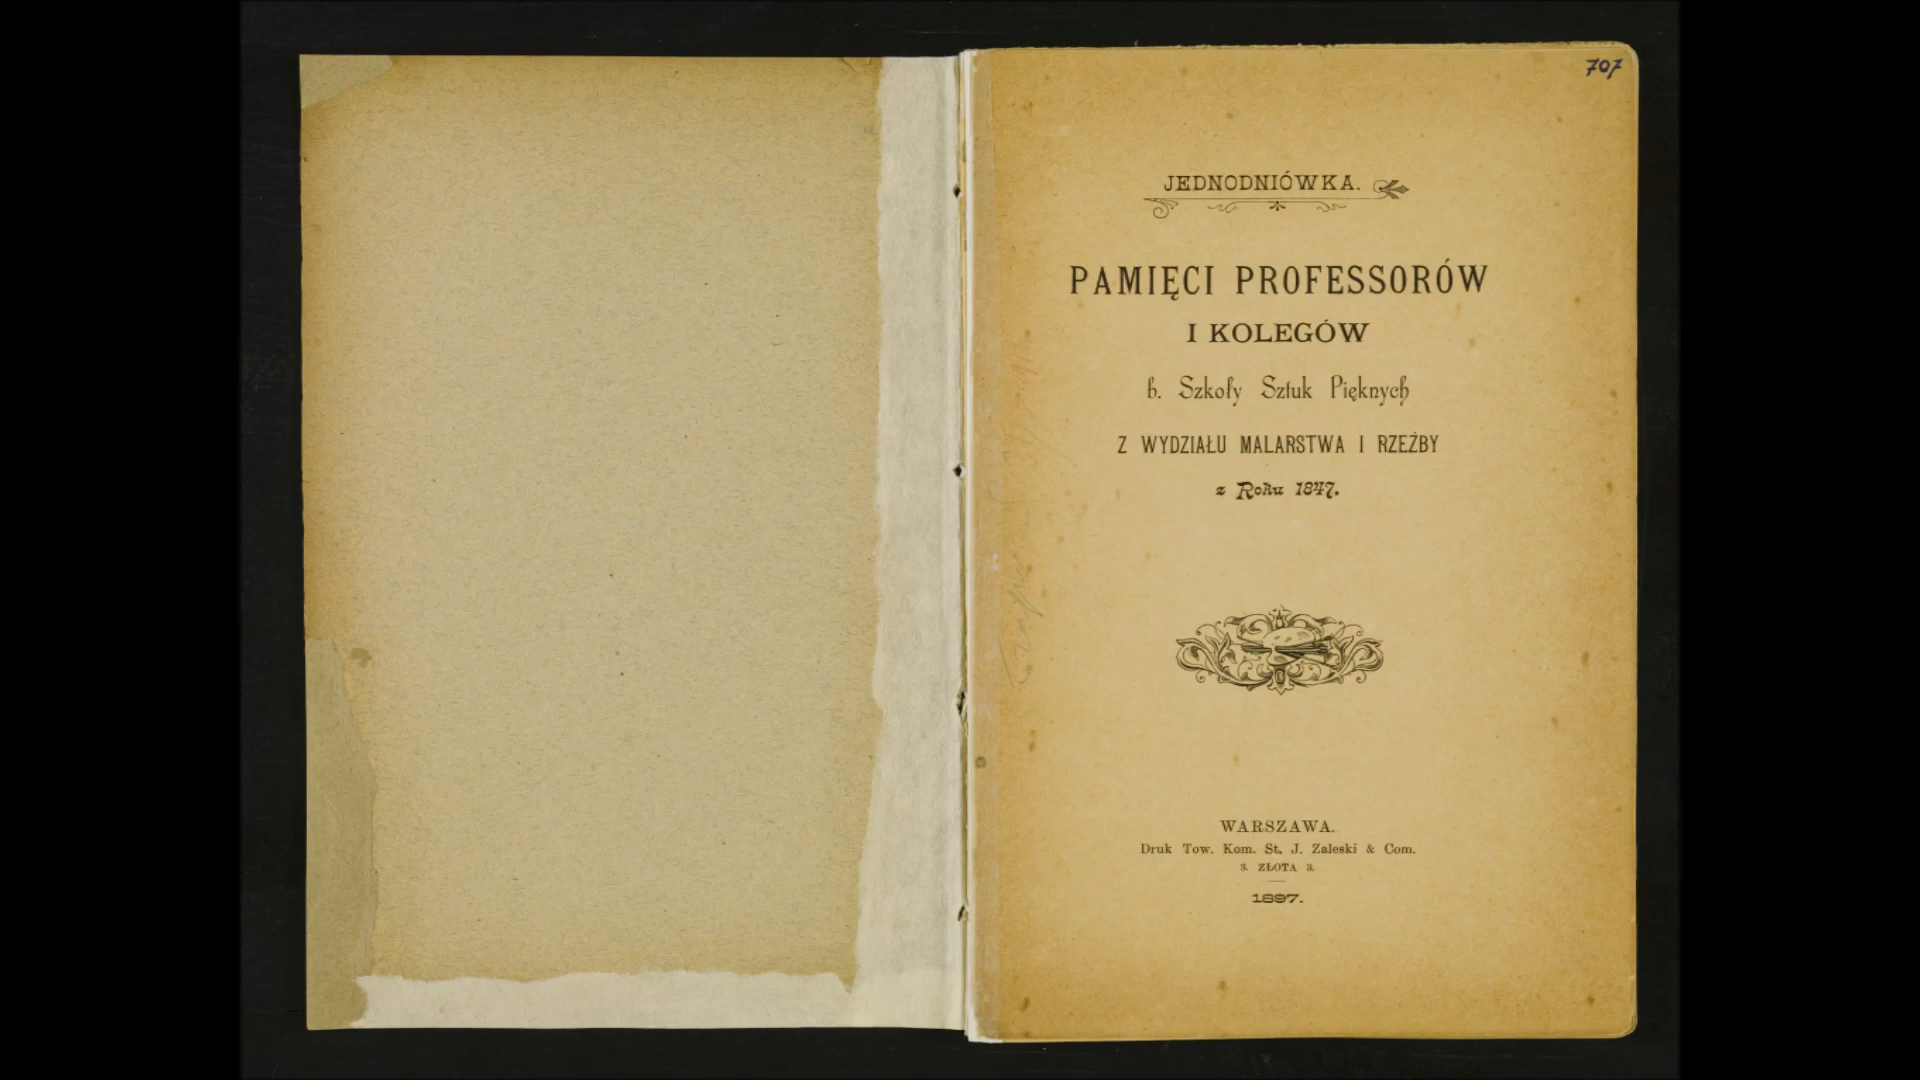 707
JEDNODNIÓWKA.
PAMIĘCI PROFESSORÓW
I KOLEGÓW
b. Szkoły Sztuk Pięknych
Z WYDZIAŁU MALARSTWA I RZEŹBY
z Roku 1847.
WARSZAWA.
Druk Tow. Kom. St. J. Zaleski & Com.
3. ZŁOTA 3.
1897.